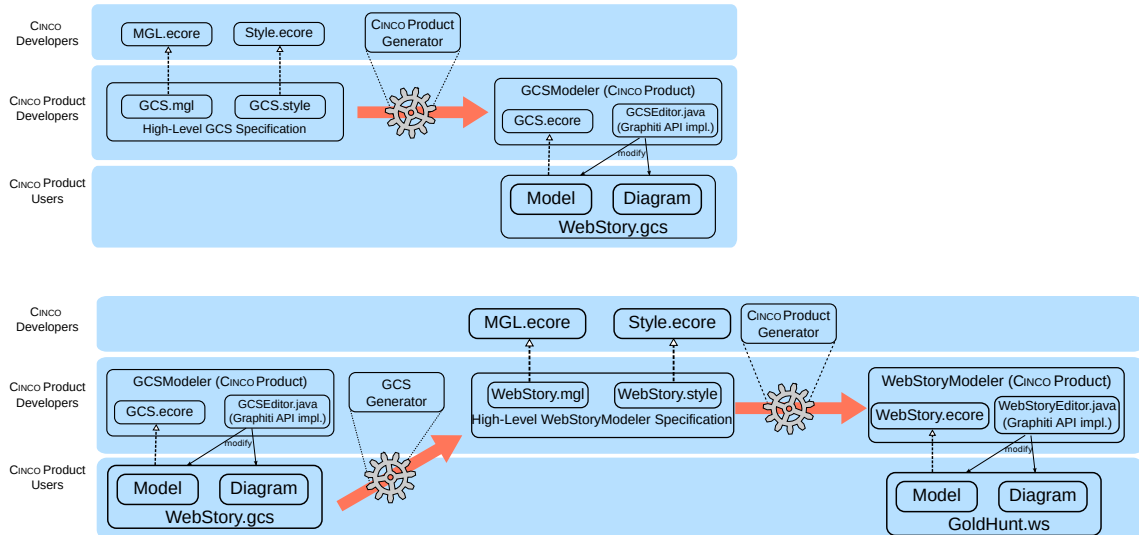 CINCO
Developers
MGL.ecore
Style.ecore
CINCO Product
Generator
CINCO Product
Developers
GCS.mgl
GCS.style
High-Level GCS Specification
GCSModeler (CINCO Product)
GCS.ecore
GCSEditor.java
(Graphiti API impl.)
modify
CINCO Product
Users
Model
Diagram
WebStory.gcs
CINCO
Developers
MGL.ecore
Style.ecore
CINCO Product
Generator
CINCO Product
Developers
GCSModeler (CINCO Product)
GCS.ecore
GCSEditor.java
(Graphiti API impl.)
modify
GCS
Generator
WebStory.mgl
WebStory.style
High-Level WebStoryModeler Specification
WebStoryModeler (CINCO Product)
WebStory.ecore
WebStoryEditor.java
(Graphiti API impl.)
modify
CINCO Product
Users
Model
Diagram
WebStory.gcs
Model
Diagram
GoldHunt.ws